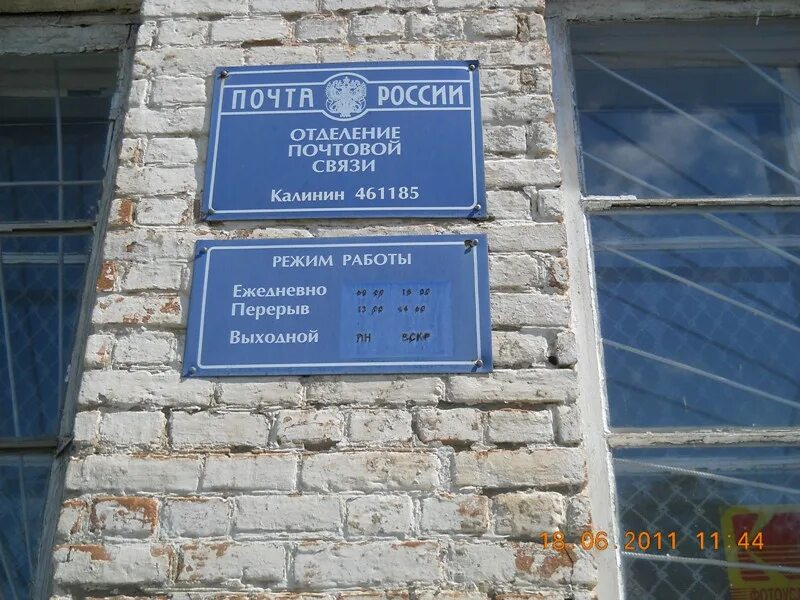 ПОЧТА РОССИИ
ОТДЕЛЕНИЕ
ПОЧТОВОЙ
СВЯЗИ
Калинин 461185
РЕЖИМ РАБОТЫ
Ежедневно 09 00 16 00
Перерыв 13 00 14 00
Выходной ПН ВСКР
18 06 2011 11:44